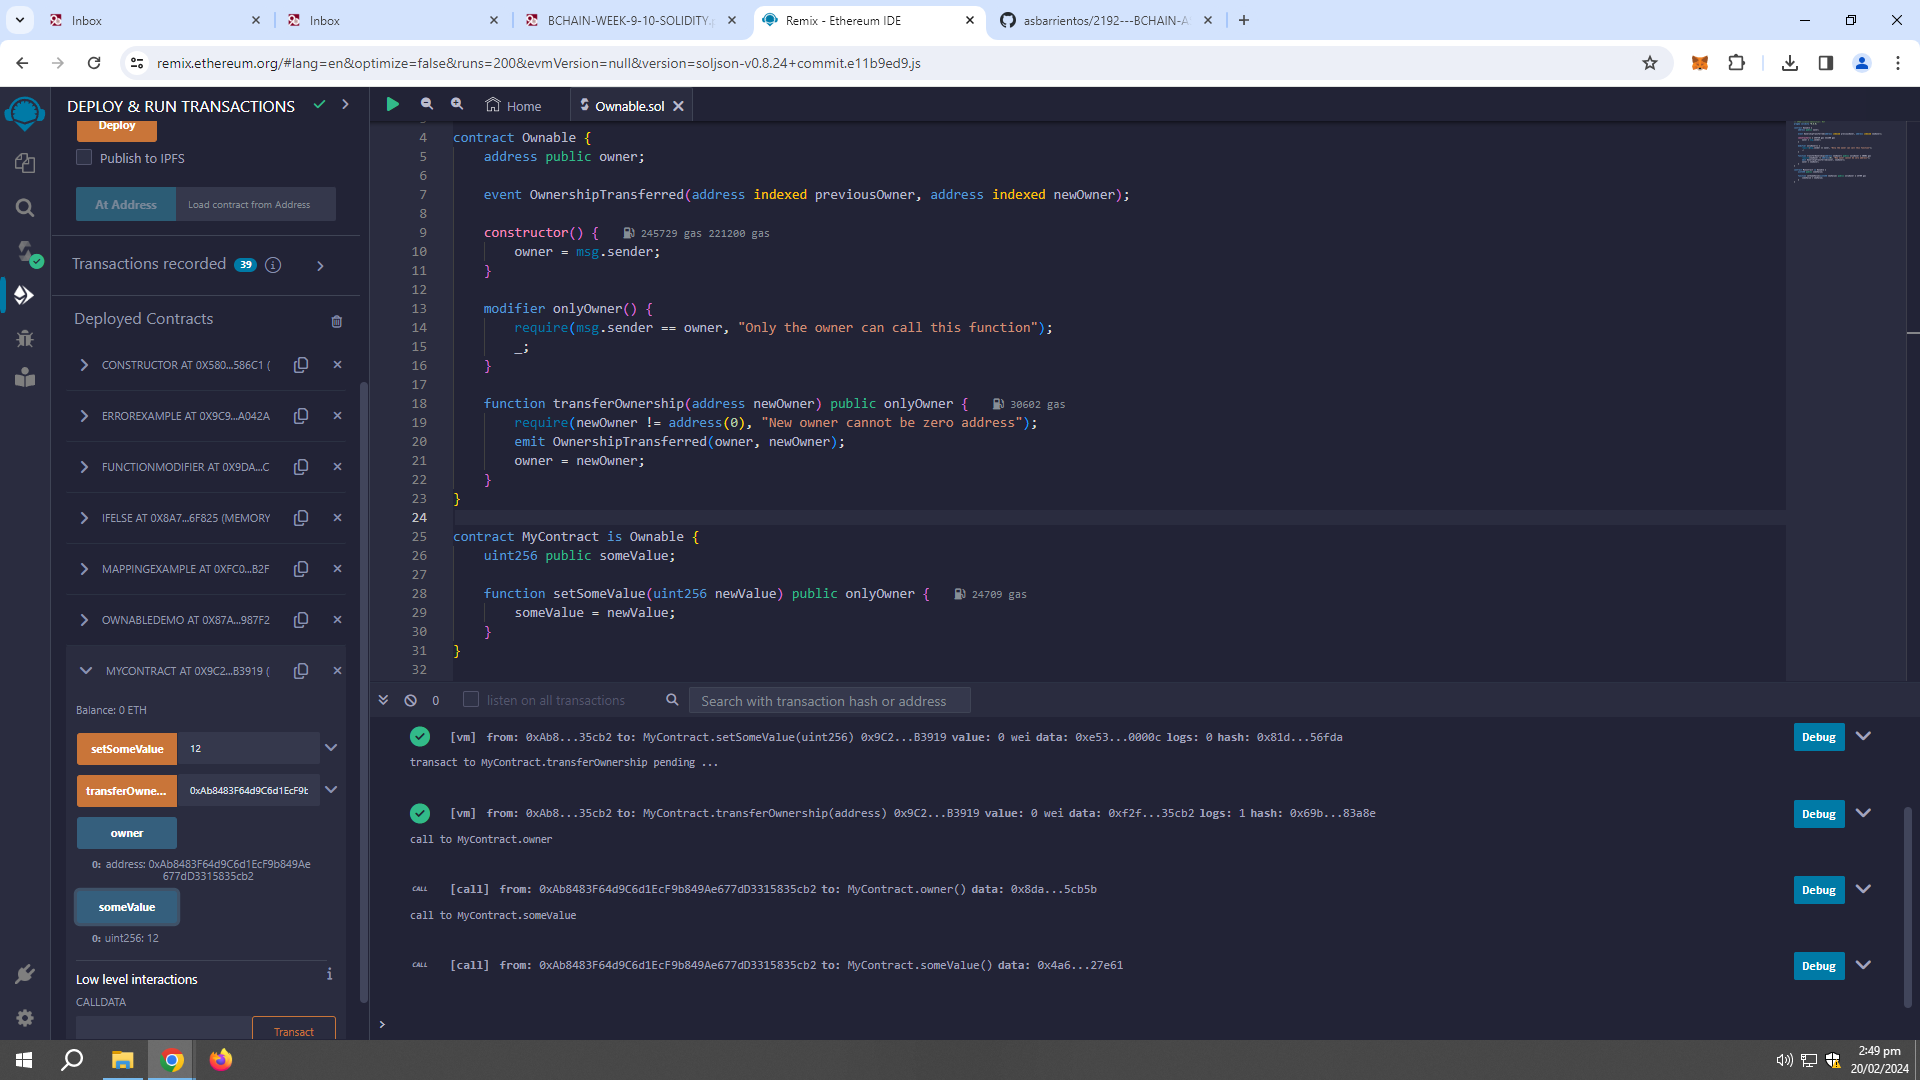 Inbox
Inbox
BCHAIN-WEEK-9-10-SOLIDITY.
Remix - Ethereum IDE
asbarrientos/2192---BCHAIN-A
remix.ethereum.org/#lang=en&optimize=false&runs=200&evmVersion=null&version=soljson-v0.8.24+commit.e11b9ed9.js
DEPLOY & RUN TRANSACTIONS
Deploy
Publish to IPFS
At Address
Load contract from Address
Transactions recorded 39
Deployed Contracts
CONSTRUCTOR AT 0X580...586C1 (
ERROREXAMPLE AT 0X9C9...A042A
FUNCTIONMODIFIER AT 0X9DA...C
IFELSE AT 0X8A7...6F825 (MEMORY
MAPPINGEXAMPLE AT 0XFC0...B2F
OWNABLEDEMO AT 0X87A...987F2
MYCONTRACT AT 0X9C2...B3919 (
Balance: 0 ETH
setSomeValue 12
transferOwne... 0xAb8483F64d9C6d1EcF9b
owner
0: address: 0xAb8483F64d9C6d1EcF9b849Ae
677dD3315835cb2
someValue
0: uint256: 12
Low level interactions
CALLDATA
Transact
Home
Ownable.sol
4 contract Ownable {
5 address public owner;
6
7 event OwnershipTransferred(address indexed previousOwner, address indexed newOwner);
8
9 constructor() { 245729 gas 221200 gas
10 owner = msg.sender;
11 }
12
13 modifier onlyOwner() {
14 require(msg.sender == owner, "Only the owner can call this function");
15 _;
16 }
17
18 function transferOwnership(address newOwner) public onlyOwner { 30602 gas
19 require(newOwner != address(0), "New owner cannot be zero address");
20 emit OwnershipTransferred(owner, newOwner);
21 owner = newOwner;
22 }
23 }
24
25 contract MyContract is Ownable {
26 uint256 public someValue;
27
28 function setSomeValue(uint256 newValue) public onlyOwner { 24709 gas
29 someValue = newValue;
30 }
31 }
32
0 listen on all transactions Search with transaction hash or address
[vm] from: 0xAb8...35cb2 to: MyContract.setSomeValue(uint256) 0x9C2...B3919 value: 0 wei data: 0xe53...0000c logs: 0 hash: 0x81d...56fda Debug
transact to MyContract.transferOwnership pending ...
[vm] from: 0xAb8...35cb2 to: MyContract.transferOwnership(address) 0x9C2...B3919 value: 0 wei data: 0xf2f...35cb2 logs: 1 hash: 0x69b...83a8e Debug
call to MyContract.owner
CALL [call] from: 0xAb8483F64d9C6d1EcF9b849Ae677dD3315835cb2 to: MyContract.owner() data: 0x8da...5cb5b Debug
call to MyContract.someValue
CALL [call] from: 0xAb8483F64d9C6d1EcF9b849Ae677dD3315835cb2 to: MyContract.someValue() data: 0x4a6...27e61 Debug
>
2:49 pm
20/02/2024